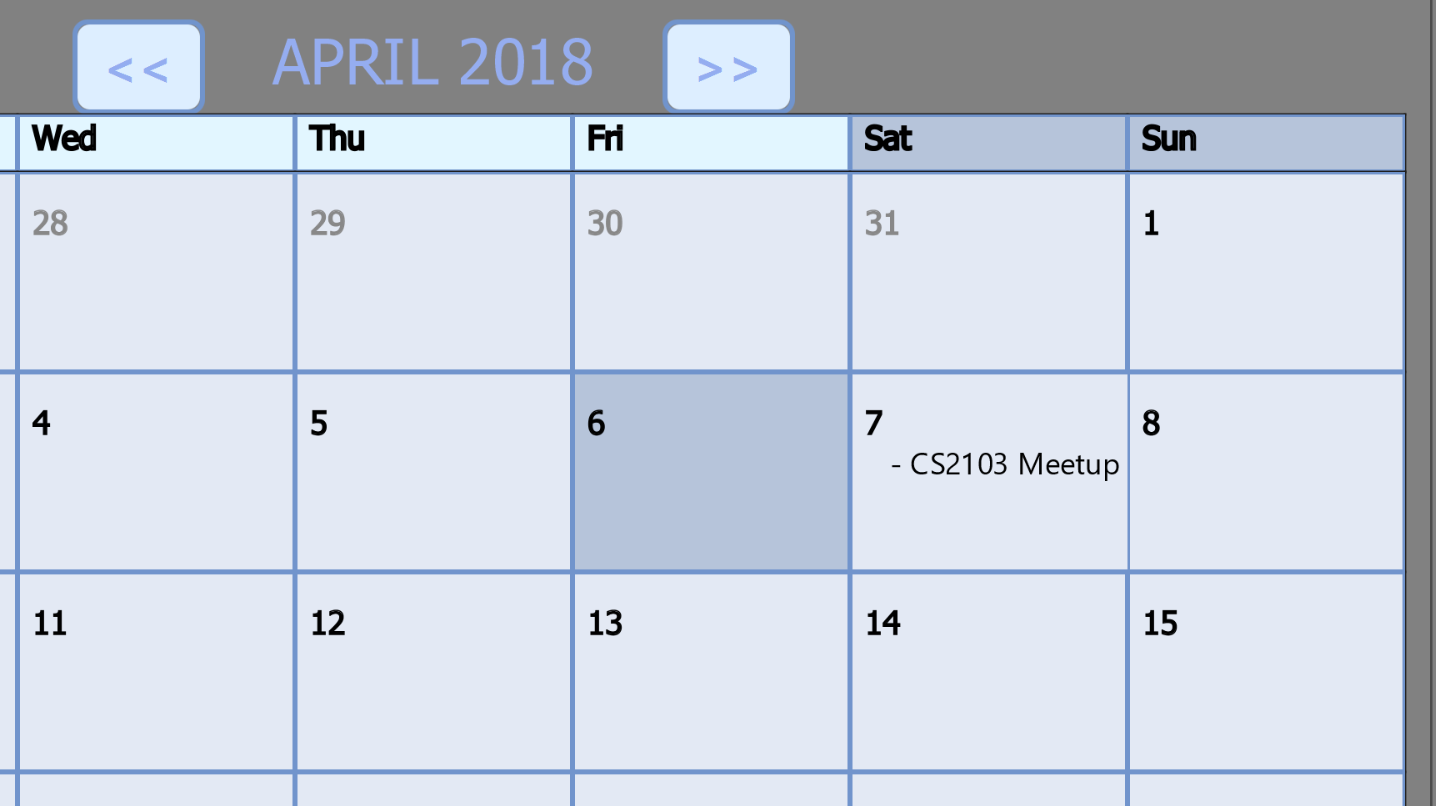 << APRIL 2018 >>
Wed Thu Fri Sat Sun
28 29 30 31 1
4 5 6 7 8
- CS2103 Meetup
11 12 13 14 15